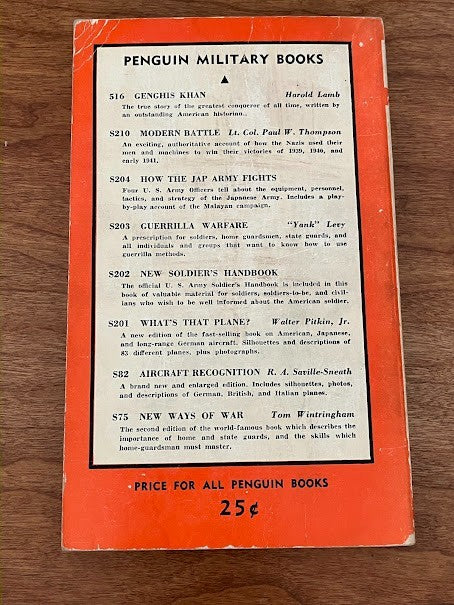 PENGUIN MILITARY BOOKS
▲
516 GENGHIS KHAN Harold Lamb
The true story of the greatest conqueror of all time, written by
an outstanding American historian..
S210 MODERN BATTLE Lt. Col. Paul W. Thompson
An exciting, authoritative account of how the Nazis used their
men and machines to win their victories of 1939, 1940, and
early 1941.
S204 HOW THE JAP ARMY FIGHTS
Four U. S. Army Officers tell about the equipment, personnel,
tactics, and strategy of the Japanese Army. Includes a play-
by-play account of the Malayan campaign.
S203 GUERRILLA WARFARE "Yank" Levy
A prescription for soldiers, home guardsmen, state guards, and
all individuals and groups that want to know how to use
guerilla methods.
S202 NEW SOLDIER'S HANDBOOK
The official U. S. Army Soldier's Handbook is included in this
book of valuable material for soldiers, soldiers-to-be, and civil-
ians who wish to be well informed about the American soldier.
S201 WHAT'S THAT PLANE? Walter Pitkin, Jr.
A new edition of the fast-selling book on American, Japanese,
and long-range German aircraft. Silhouettes and descriptions of
83 different planes, plus photographs.
S82 AIRCRAFT RECOGNITION R. A. Saville-Sneath
A brand new and enlarged edition. Includes silhouettes, photos,
and descriptions of German, British, and Italian planes.
S75 NEW WAYS OF WAR Tom Wintringham
The second edition of the world-famous book which describes the
importance of home and state guards, and the skills which
home-guardsman must master.
PRICE FOR ALL PENGUIN BOOKS
25¢